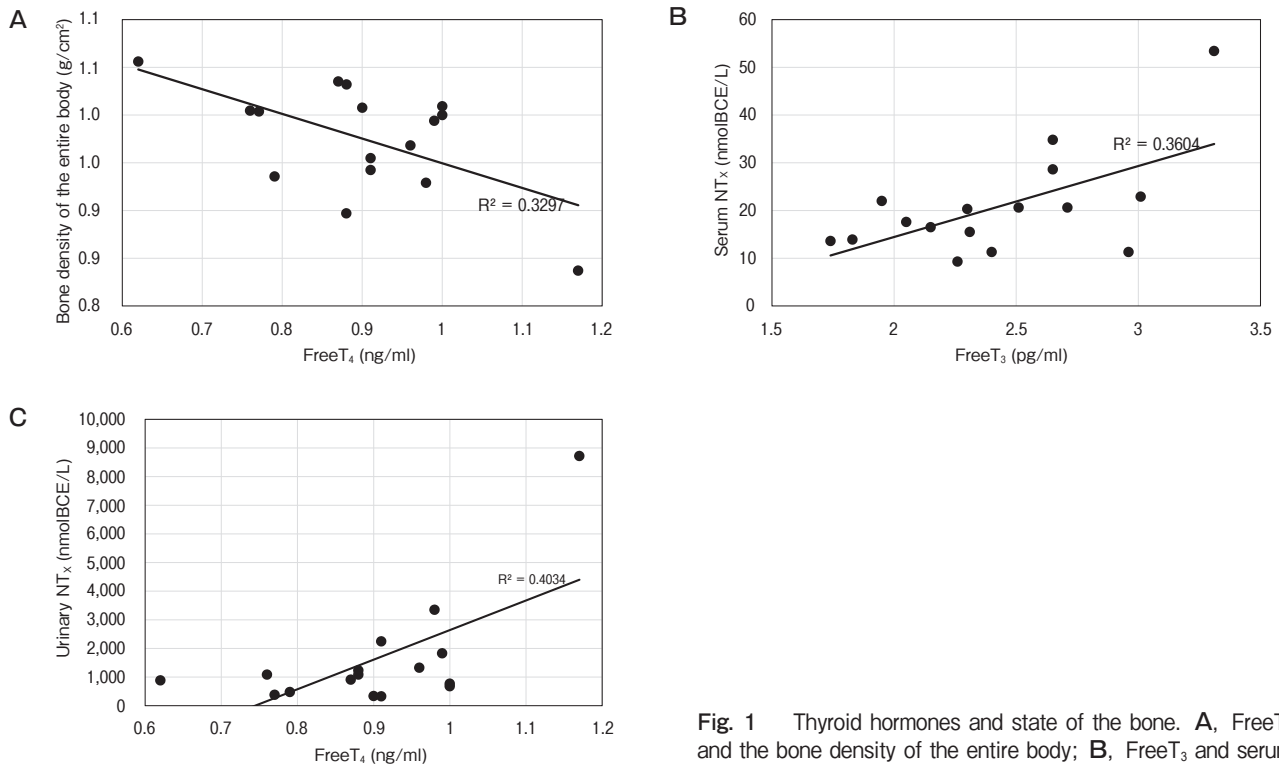 A
Bone density of the entire body (g/cm²)
1.1
1.1
1.0
1.0
0.9
0.9
0.8
R² = 0.3297
0.6 0.7 0.8 0.9 1 1.1 1.2
FreeT₄ (ng/ml)
B
Serum NTx (nmolBCE/L)
60
50
40
30
20
10
0
R² = 0.3604
1.5 2 2.5 3 3.5
FreeT₃ (pg/ml)
C
Urinary NTx (nmolBCE/L)
10,000
9,000
8,000
7,000
6,000
5,000
4,000
3,000
2,000
1,000
0
R² = 0.4034
0.6 0.7 0.8 0.9 1 1.1 1.2
FreeT₄ (ng/ml)
Fig. 1 Thyroid hormones and state of the bone. A, FreeT
and the bone density of the entire body; B, FreeT₃ and serum